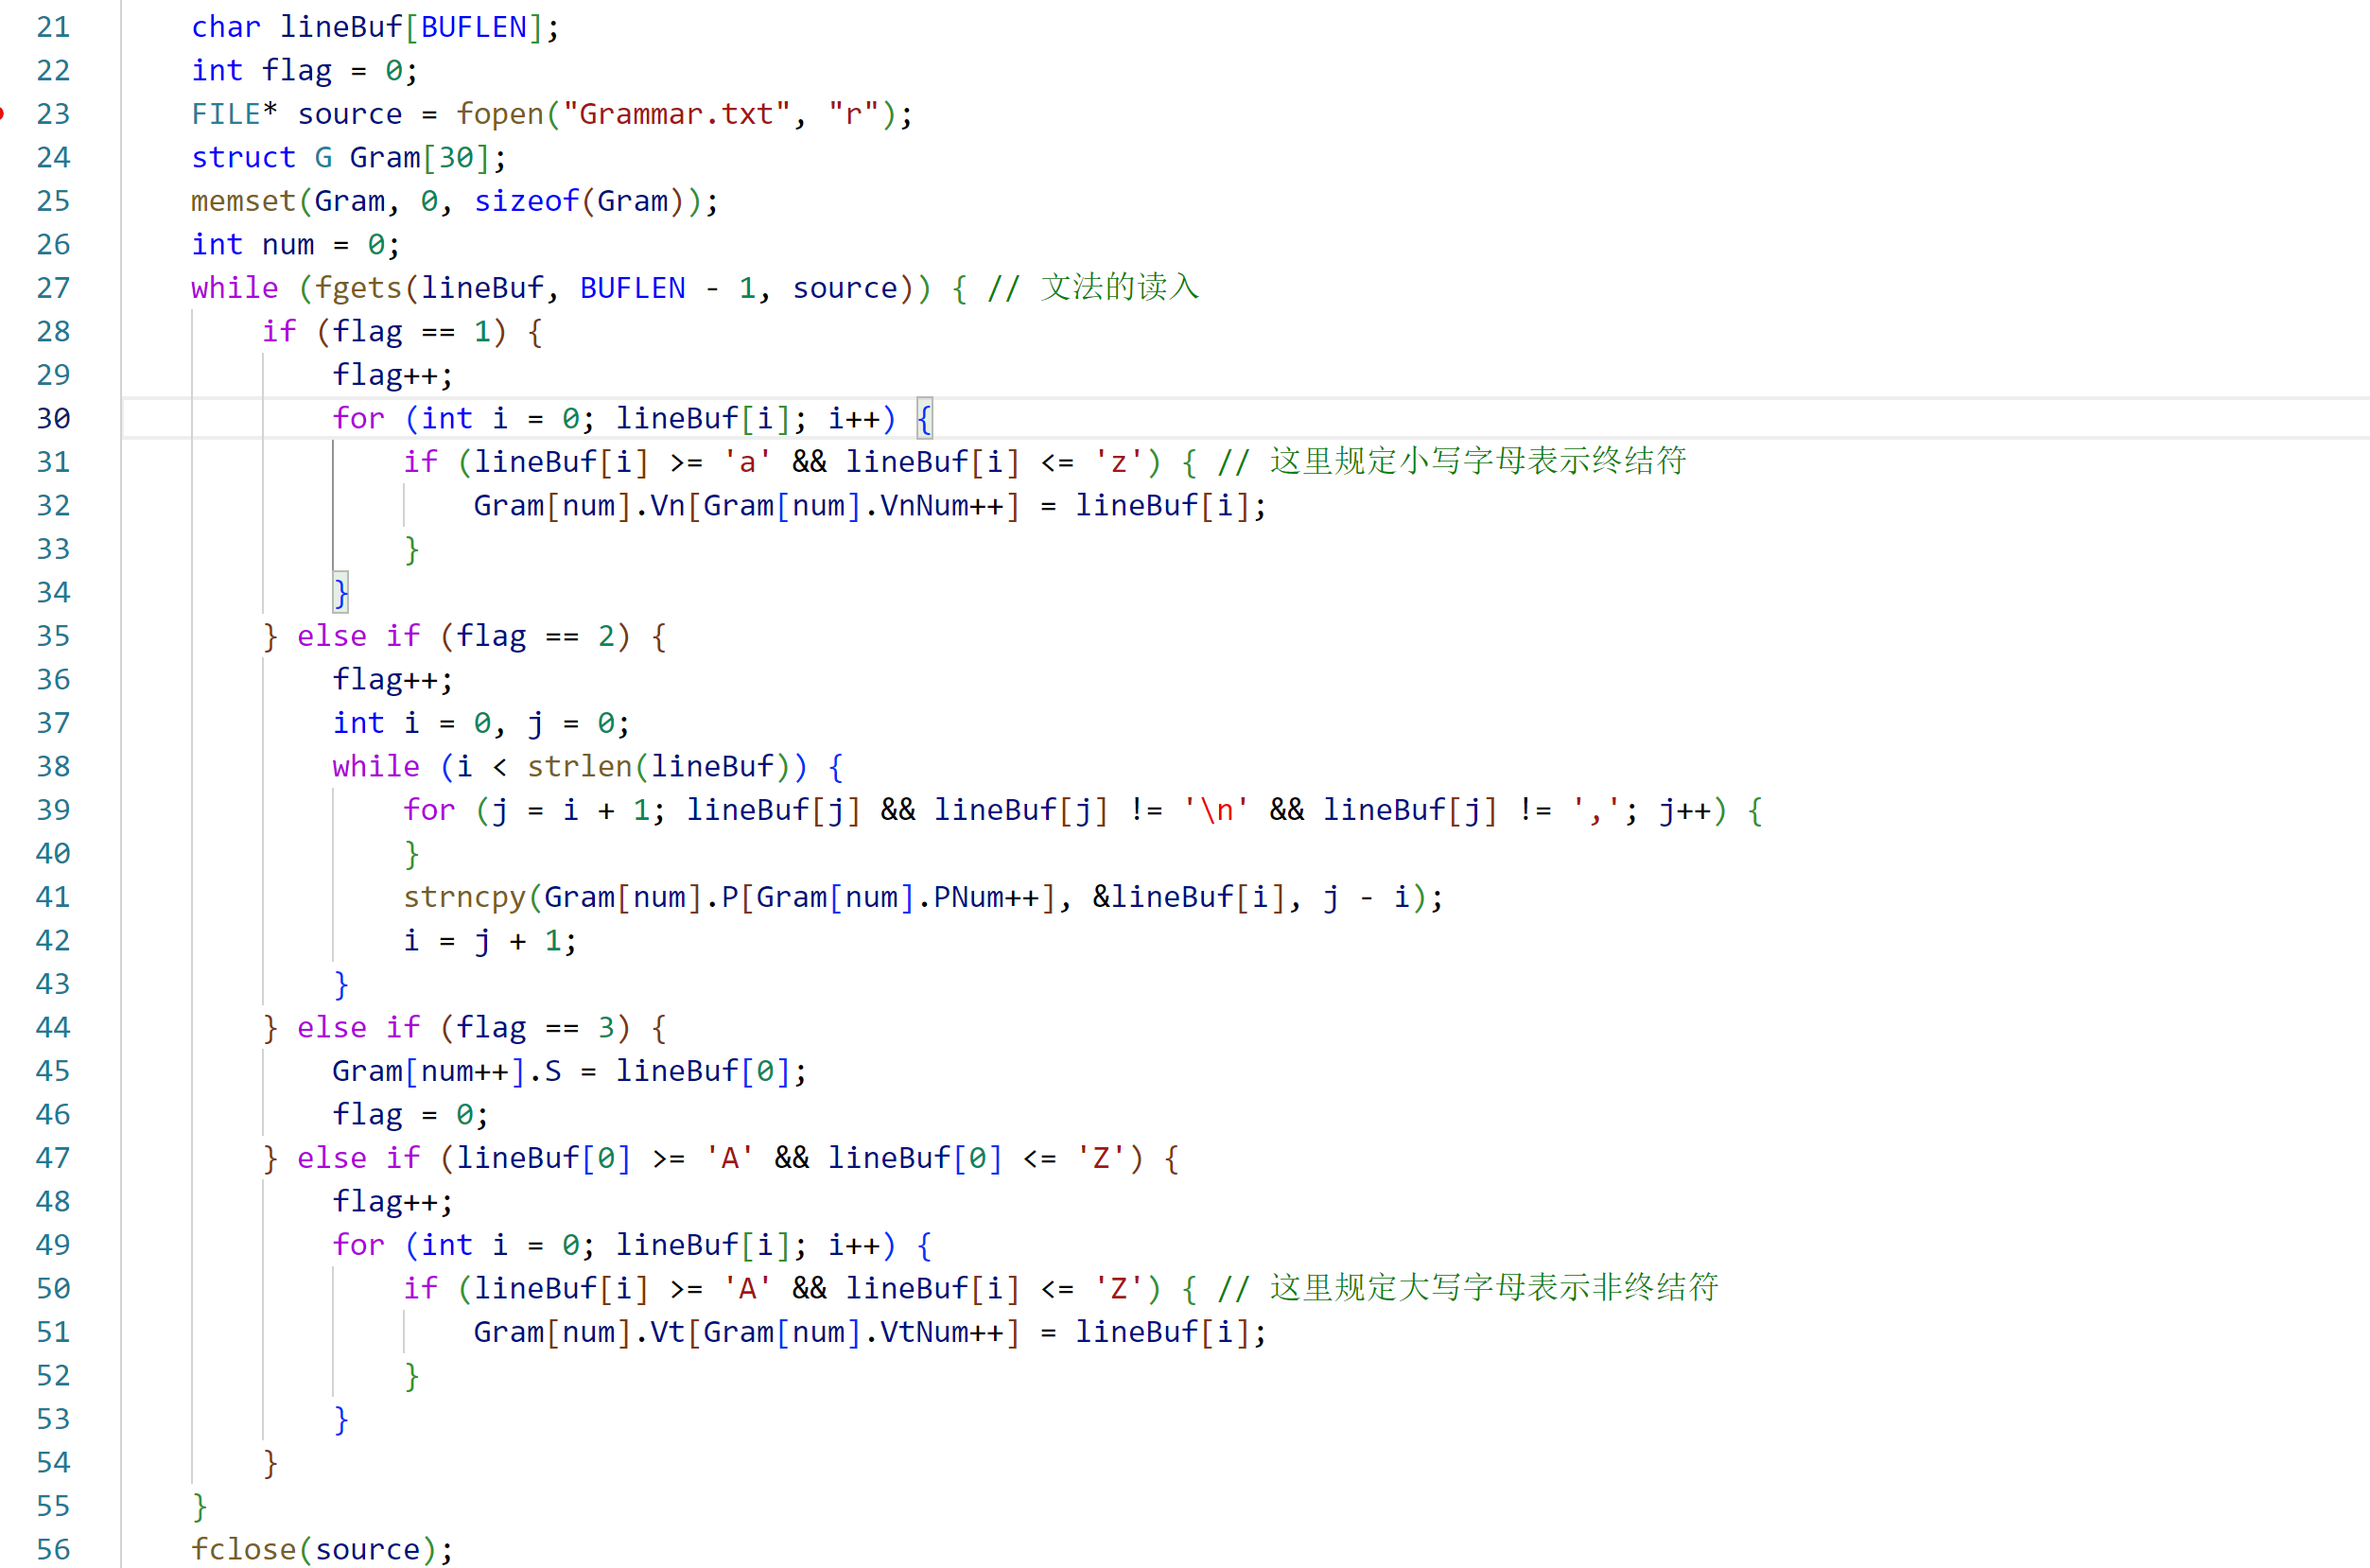 21 char lineBuf[BUFLEN];
22 int flag = 0;
23 FILE* source = fopen("Grammar.txt", "r");
24 struct G Gram[30];
25 memset(Gram, 0, sizeof(Gram));
26 int num = 0;
27 while (fgets(lineBuf, BUFLEN - 1, source)) { // 文法的读入
28 if (flag == 1) {
29 flag++;
30 for (int i = 0; lineBuf[i]; i++) {
31 if (lineBuf[i] >= 'a' && lineBuf[i] <= 'z') { // 这里规定小写字母表示终结符
32 Gram[num].Vn[Gram[num].VnNum++] = lineBuf[i];
33 }
34 }
35 } else if (flag == 2) {
36 flag++;
37 int i = 0, j = 0;
38 while (i < strlen(lineBuf)) {
39 for (j = i + 1; lineBuf[j] && lineBuf[j] != '\n' && lineBuf[j] != ','; j++) {
40 }
41 strncpy(Gram[num].P[Gram[num].PNum++], &lineBuf[i], j - i);
42 i = j + 1;
43 }
44 } else if (flag == 3) {
45 Gram[num++].S = lineBuf[0];
46 flag = 0;
47 } else if (lineBuf[0] >= 'A' && lineBuf[0] <= 'Z') {
48 flag++;
49 for (int i = 0; lineBuf[i]; i++) {
50 if (lineBuf[i] >= 'A' && lineBuf[i] <= 'Z') { // 这里规定大写字母表示非终结符
51 Gram[num].Vt[Gram[num].VtNum++] = lineBuf[i];
52 }
53 }
54 }
55 }
56 fclose(source);